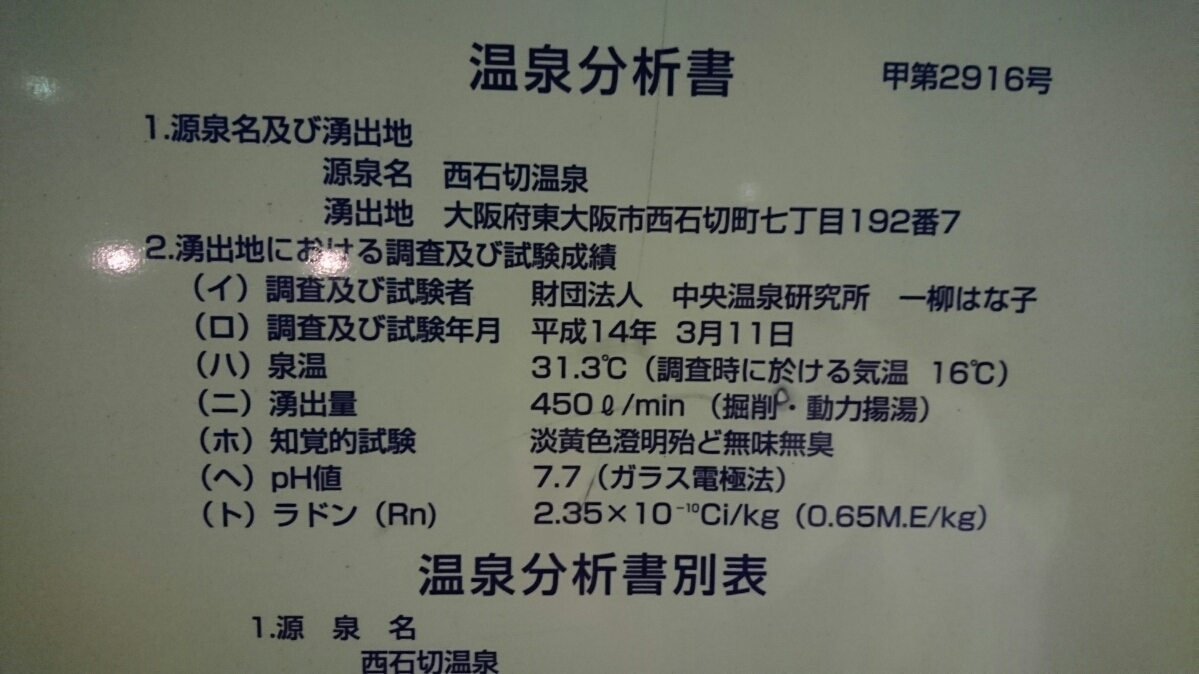 温泉分析書
甲第2916号
1.源泉名及び湧出地
源泉名 西石切温泉
湧出地 大阪府東大阪市西石切町七丁目192番7
2.湧出地における調査及び試験成績
(イ)調査及び試験者 財団法人 中央温泉研究所 一柳はな子
(ロ)調査及び試験年月 平成14年 3月11日
(ハ)泉温 31.3℃(調査時に於ける気温 16℃)
(ニ)湧出量 450ℓ/min (掘削・動力揚湯)
(ホ)知覚的試験 淡黄色澄明殆ど無味無臭
(ヘ)pH値 7.7(ガラス電極法)
(ト)ラドン(Rn) 2.35×10⁻¹⁰Ci/kg(0.65M.E/kg)
温泉分析書別表
1.源 泉 名
西石切温泉